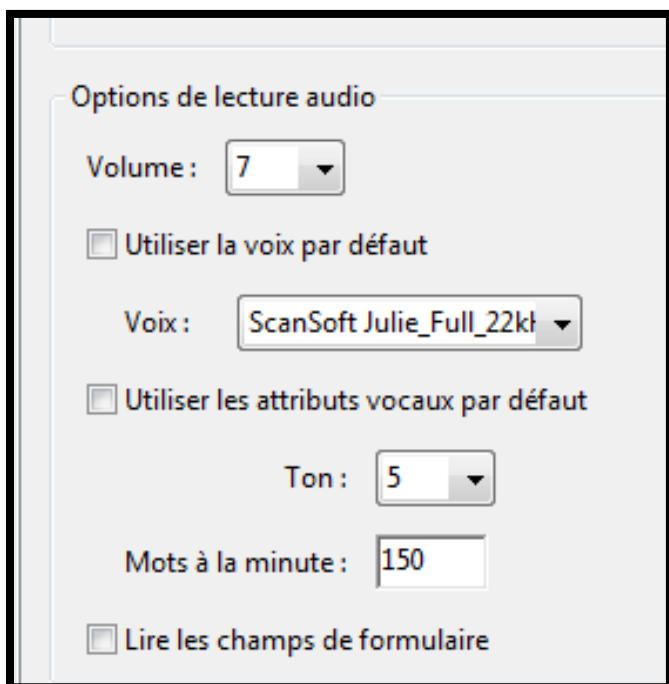 Options de lecture audio
Volume : 7
Utiliser la voix par défaut
Voix : ScanSoft Julie_Full_22kH
Utiliser les attributs vocaux par défaut
Ton : 5
Mots à la minute : 150
Lire les champs de formulaire